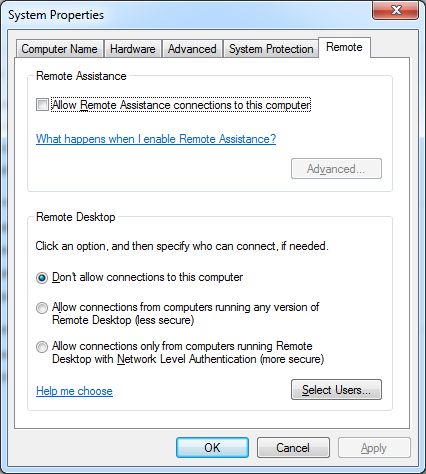 System Properties
Computer Name
Hardware
Advanced
System Protection
Remote
Remote Assistance
Allow Remote Assistance connections to this computer
What happens when I enable Remote Assistance?
Advanced...
Remote Desktop
Click an option, and then specify who can connect, if needed.
Don't allow connections to this computer
Allow connections from computers running any version of
Remote Desktop (less secure)
Allow connections only from computers running Remote
Desktop with Network Level Authentication (more secure)
Help me choose
Select Users...
OK
Cancel
Apply